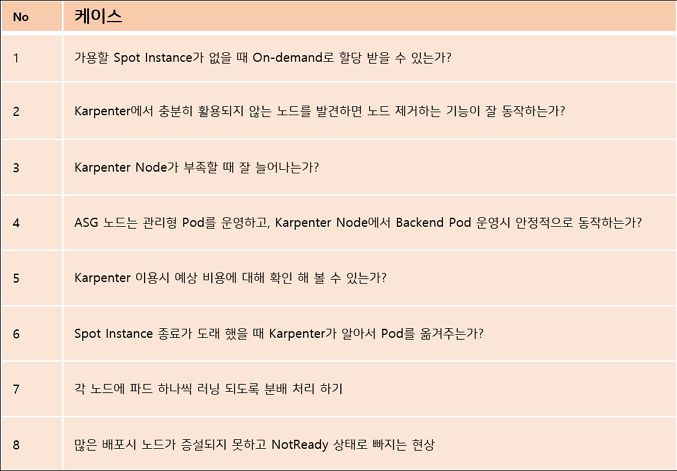 No 케이스
1 가용할 Spot Instance가 없을 때 On-demand로 할당 받을 수 있는가?
2 Karpenter에서 충분히 활용되지 않는 노드를 발견하면 노드 제거하는 기능이 잘 동작하는가?
3 Karpenter Node가 부족할 때 잘 늘어나는가?
4 ASG 노드는 관리형 Pod를 운영하고, Karpenter Node에서 Backend Pod 운영시 안정적으로 동작하는가?
5 Karpenter 이용시 예상 비용에 대해 확인 해 볼 수 있는가?
6 Spot Instance 종료가 도래 했을 때 Karpenter가 알아서 Pod를 옮겨주는가?
7 각 노드에 파드 하나씩 러닝 되도록 분배 처리 하기
8 많은 배포시 노드가 증설되지 못하고 NotReady 상태로 빠지는 현상